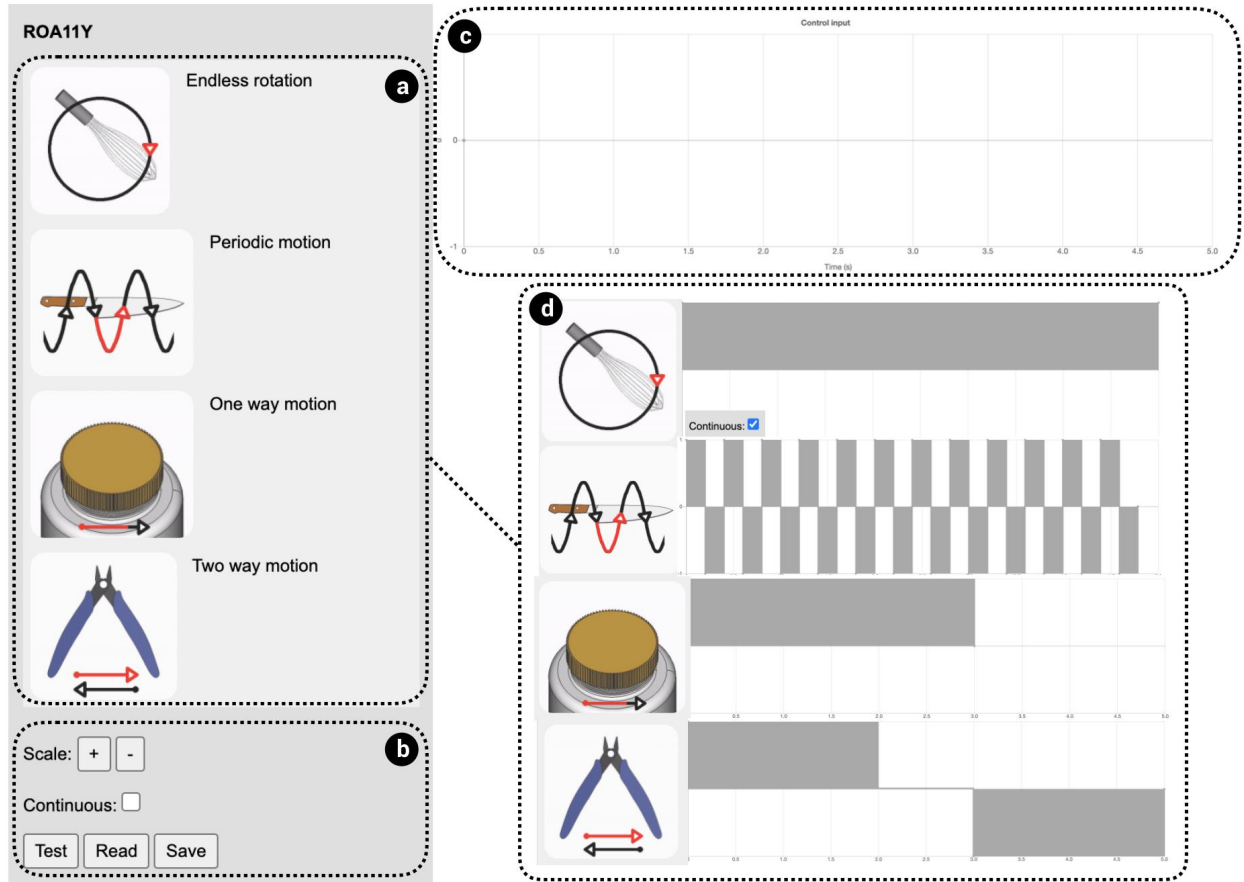 ROA11Y
a
Endless rotation
Periodic motion
One way motion
Two way motion
b
Scale: + -
Continuous:
Test Read Save
c
Control input
0
-1
0 0.5 1.0 1.5 2.0 2.5 3.0 3.5 4.0 4.5 5.0
Time (s)
d
Continuous:
1
0
-1
0.5 1.0 1.5 2.0 2.5 3.0 3.5 4.0 4.5 5.0
0.5 1.0 1.5 2.0 2.5 3.0 3.5 4.0 4.5 5.0